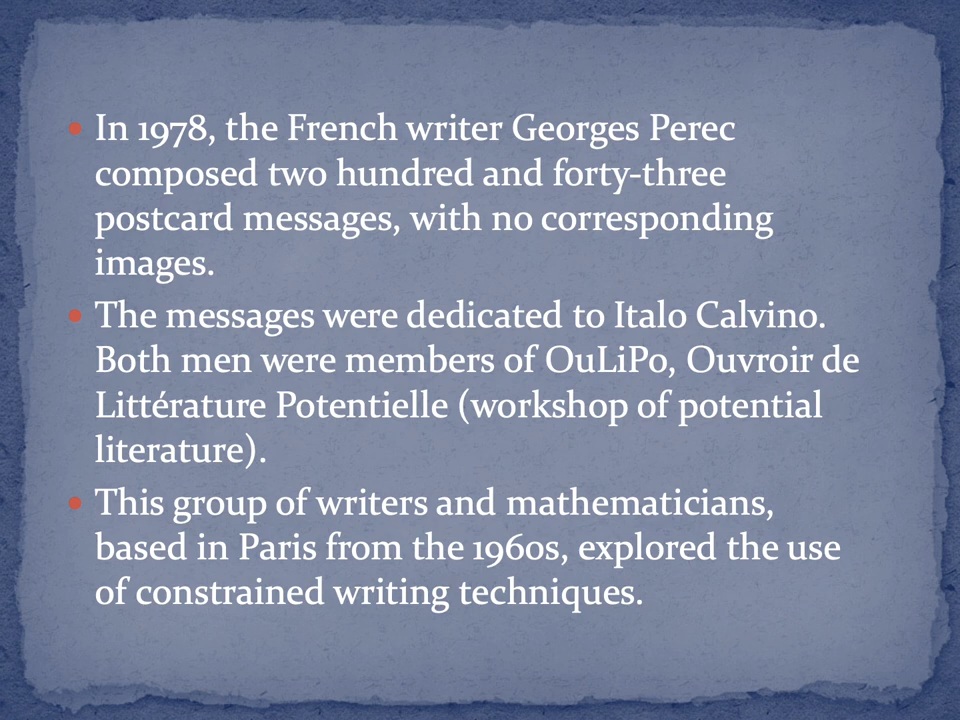 • In 1978, the French writer Georges Perec
composed two hundred and forty-three
postcard messages, with no corresponding
images.
• The messages were dedicated to Italo Calvino.
Both men were members of OuLiPo, Ouvroir de
Littérature Potentielle (workshop of potential
literature).
• This group of writers and mathematicians,
based in Paris from the 1960s, explored the use
of constrained writing techniques.